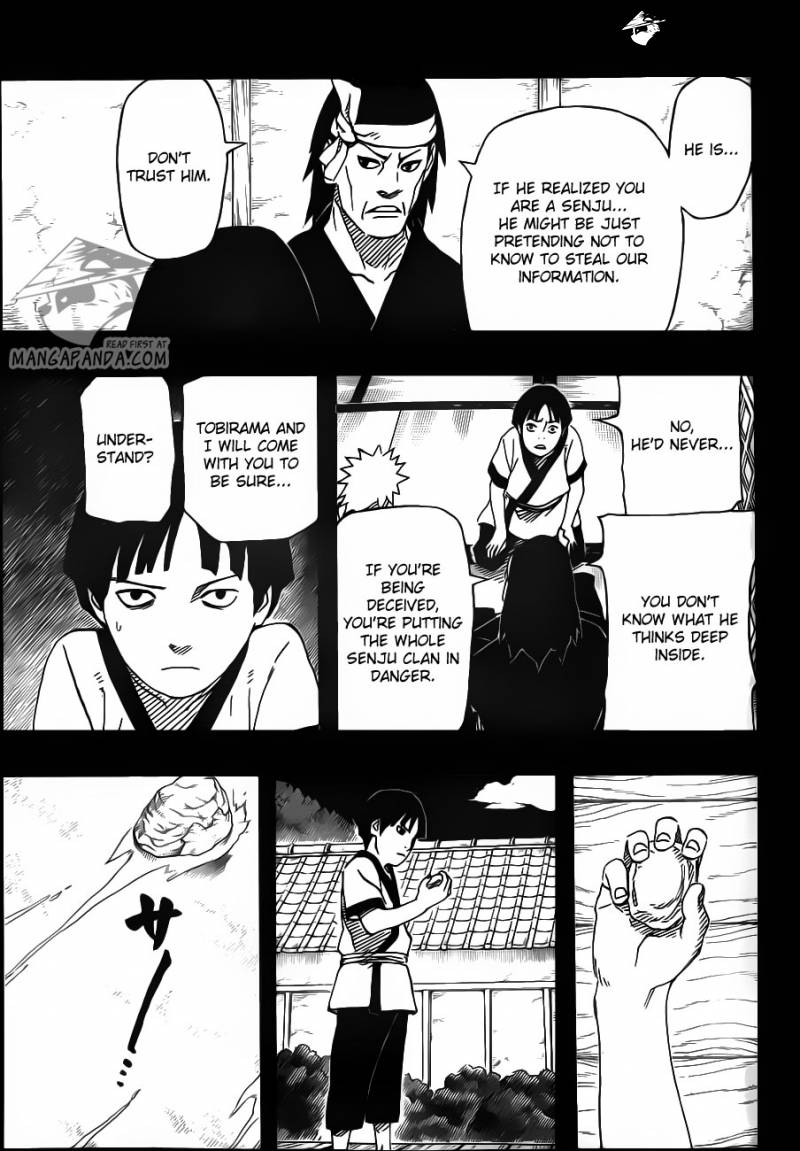 HE IS...
IF HE REALIZED YOU
ARE A SENJU...
HE MIGHT BE JUST
PRETENDING NOT TO
KNOW TO STEAL OUR
INFORMATION.
DON'T
TRUST HIM.
READ FIRST AT
MANGAPANDA.COM
NO,
HE'D NEVER...
YOU DON'T
KNOW WHAT HE
THINKS DEEP
INSIDE.
IF YOU'RE
BEING
DECEIVED,
YOU'RE PUTTING
THE WHOLE
SENJU CLAN IN
DANGER.
TOBIRAMA AND
I WILL COME
WITH YOU TO
BE SURE...
UNDER-
STAND?
サー…